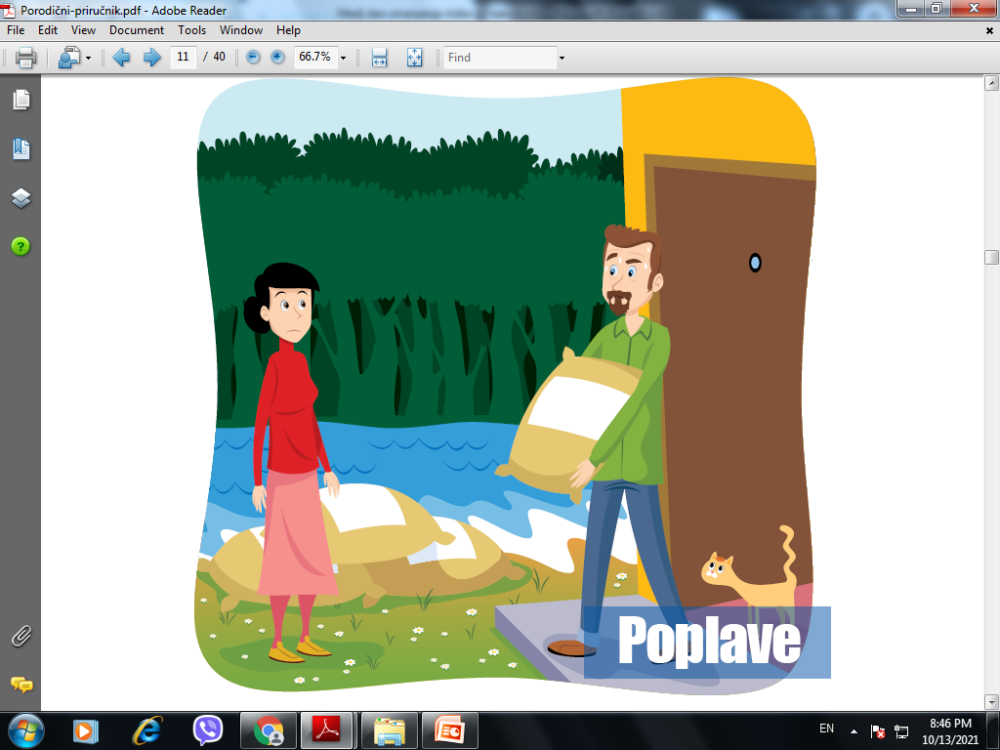 Porodični-priručnik.pdf - Adobe Reader
File Edit View Document Tools Window Help
11 / 40 66.7% Find
Poplave
EN 8:46 PM
10/13/2021